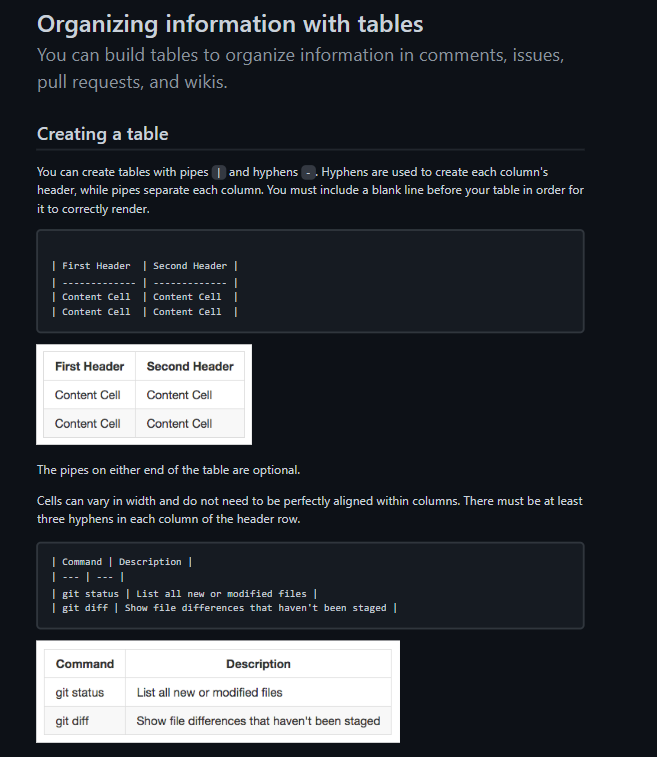 Organizing information with tables
You can build tables to organize information in comments, issues,
pull requests, and wikis.
Creating a table
You can create tables with pipes | and hyphens -. Hyphens are used to create each column's
header, while pipes separate each column. You must include a blank line before your table in order for
it to correctly render.
| First Header  | Second Header |
| ------------- | ------------- |
| Content Cell  | Content Cell  |
| Content Cell  | Content Cell  |
First Header Second Header
Content Cell Content Cell
Content Cell Content Cell
The pipes on either end of the table are optional.
Cells can vary in width and do not need to be perfectly aligned within columns. There must be at least
three hyphens in each column of the header row.
| Command | Description |
| --- | --- |
| git status | List all new or modified files |
| git diff | Show file differences that haven't been staged |
Command Description
git status List all new or modified files
git diff Show file differences that haven't been staged